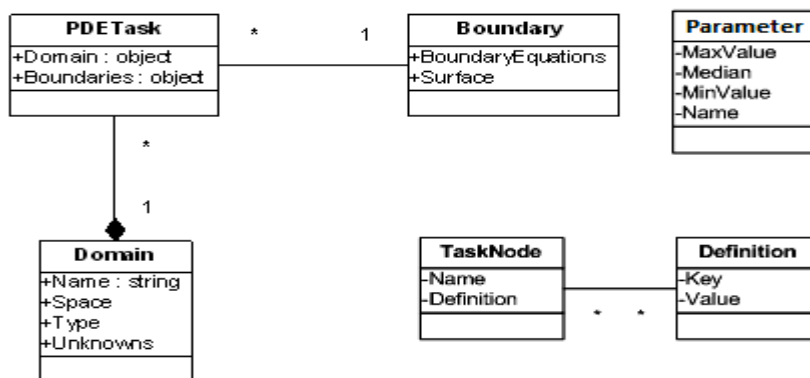 PDETask
+Domain : object
+Boundaries : object
*
1
Boundary
+BoundaryEquations
+Surface
Parameter
-MaxValue
-Median
-MinValue
-Name
*
1
Domain
+Name : string
+Space
+Type
+Unknowns
TaskNode
-Name
-Definition
*
*
Definition
-Key
-Value